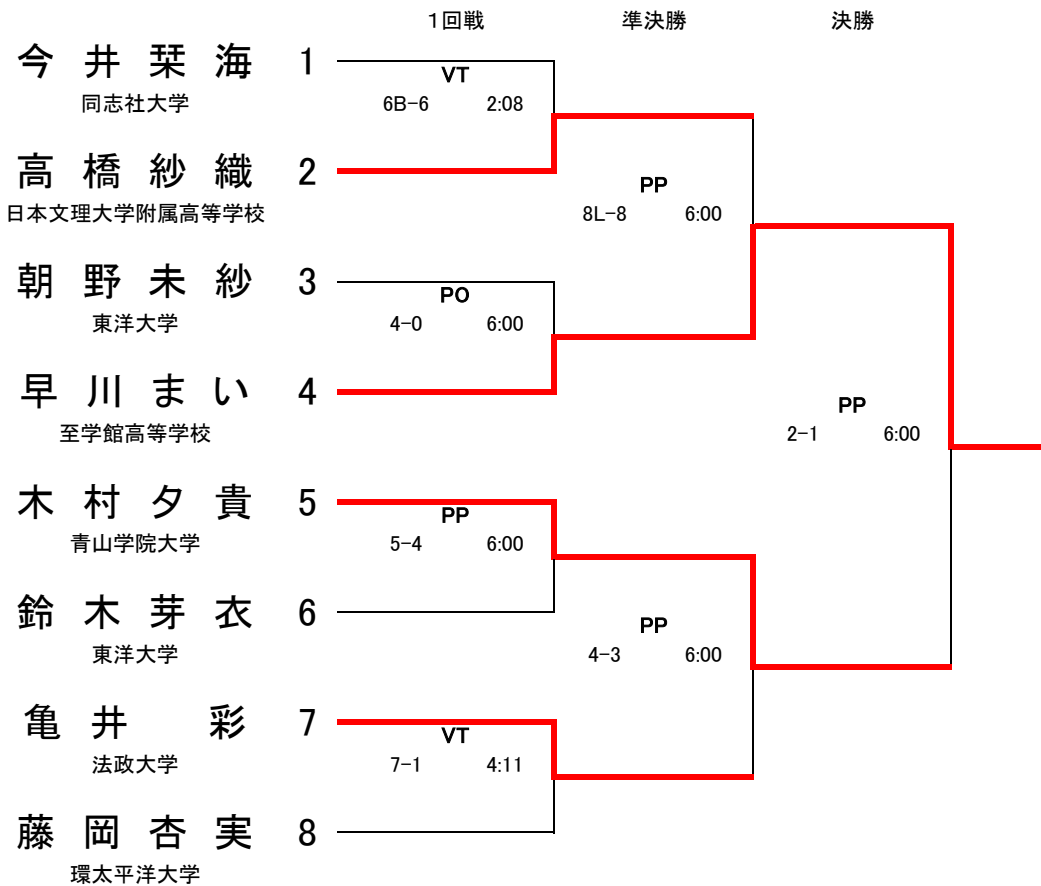 1回戦 準決勝 決勝
今井栞海 1
同志社大学
VT
6B-6 2:08
高橋紗織 2
日本文理大学附属高等学校
PP
8L-8 6:00
朝野未紗 3
東洋大学
PO
4-0 6:00
早川まい 4
至学館高等学校
PP
2-1 6:00
木村夕貴 5
青山学院大学
PP
5-4 6:00
鈴木芽衣 6
東洋大学
PP
4-3 6:00
亀井 彩 7
法政大学
VT
7-1 4:11
藤岡杏実 8
環太平洋大学